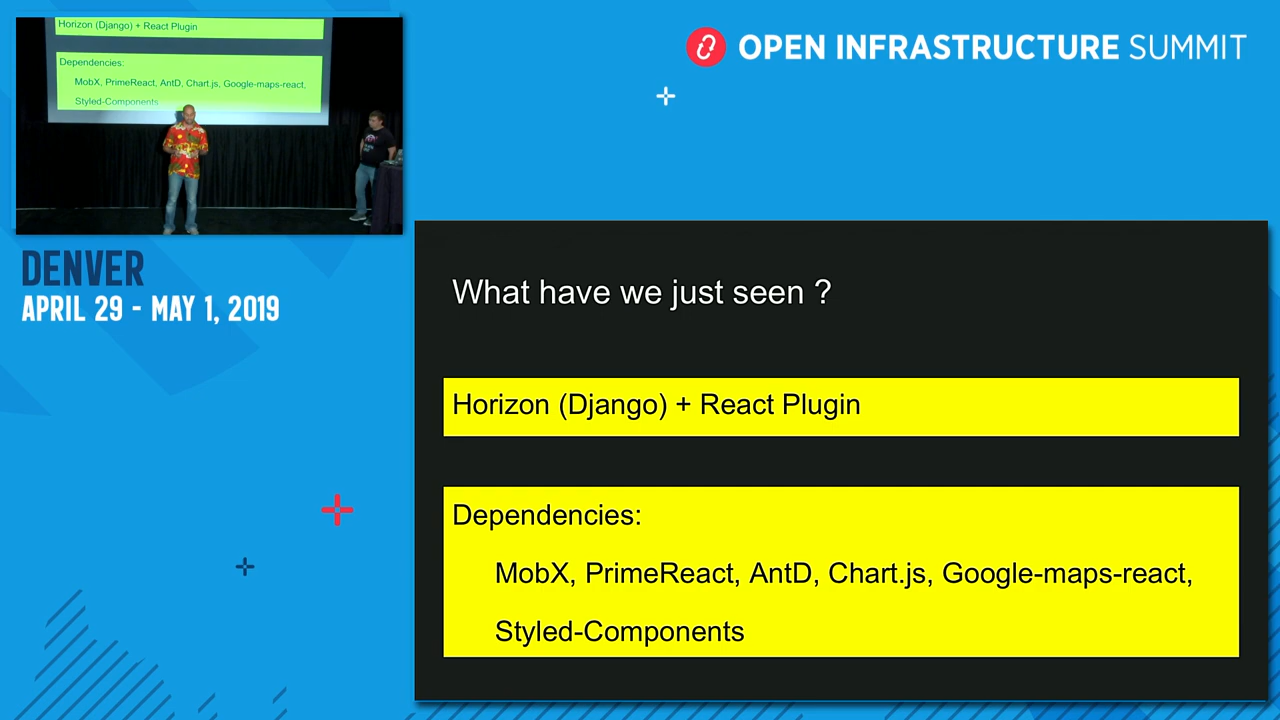 Horizon (Django) + React Plugin
Dependencies:
MobX, PrimeReact, AntD, Chart.js, Google-maps-react,
Styled-Components
OPEN INFRASTRUCTURE SUMMIT
DENVER
APRIL 29 - MAY 1, 2019
What have we just seen ?
Horizon (Django) + React Plugin
Dependencies:
MobX, PrimeReact, AntD, Chart.js, Google-maps-react,
Styled-Components